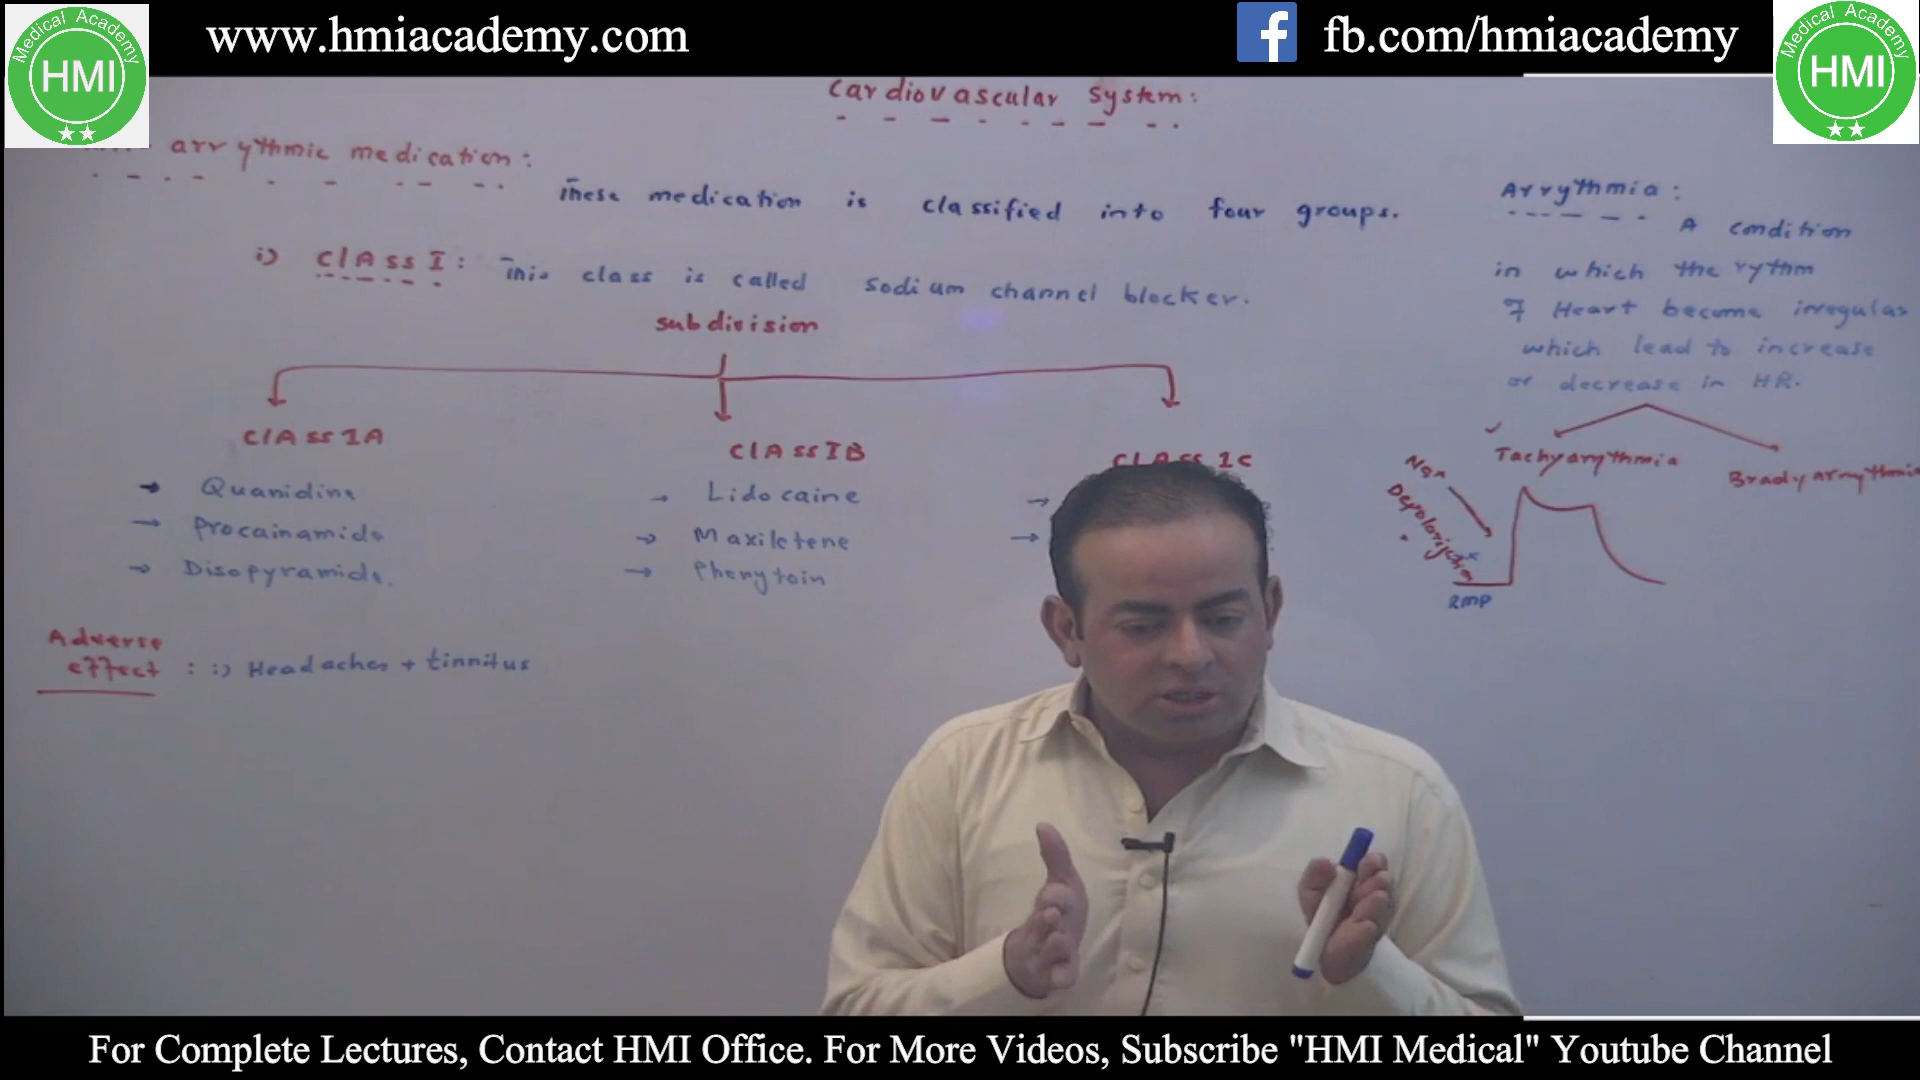 www.hmiacademy.com
fb.com/hmiacademy
Medical Academy
HMI
Medical Academy
HMI
Cardiovascular System:
arrythmic medication:
These medication is classified into four groups.
i) ClAss I: This class is called sodium channel blocker.
subdivision
ClAss IA
→ Quanidine
→ Procainamide
→ Disopyramide.
ClAss IB
→ Lidocaine
→ Maxiletene
→ Phenytoin
CLASS 1C
→
→
Adverse
effect : i) Headaches + tinnitus
Arrythmia:
A condition
in which the rythm
of Heart become irregular
which lead to increase
or decrease in HR.
Tachyarythmia
Bradyarrythmia
Depolarization
RMP
For Complete Lectures, Contact HMI Office. For More Videos, Subscribe "HMI Medical" Youtube Channel